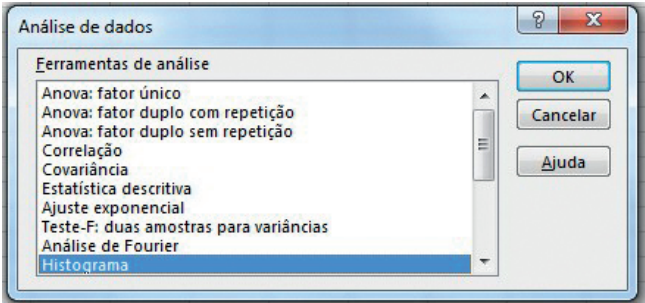 Análise de dados
?
Ferramentas de análise
Anova: fator único
Anova: fator duplo com repetição
Anova: fator duplo sem repetição
Correlação
Covariância
Estatística descritiva
Ajuste exponencial
Teste-F: duas amostras para variâncias
Análise de Fourier
Histograma
OK
Cancelar
Ajuda